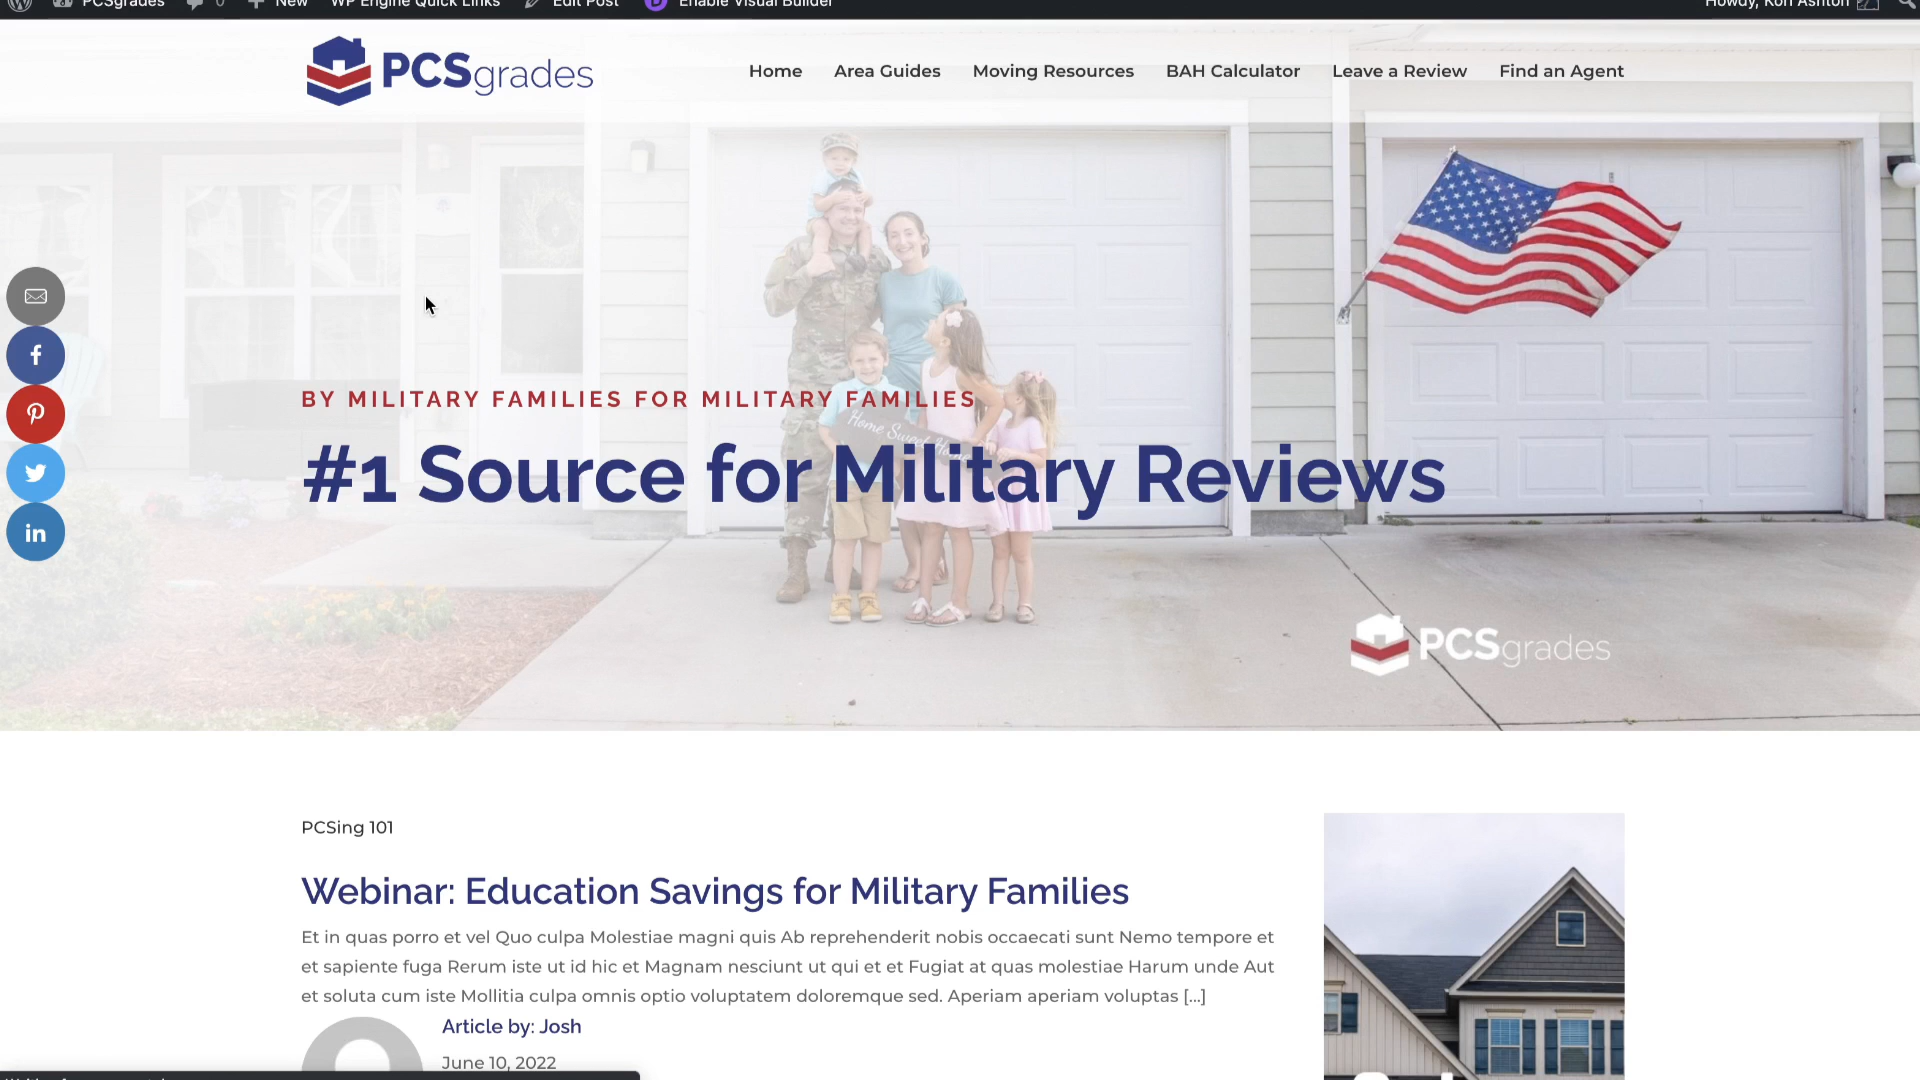 PCSgrades 0 New WP Engine Quick Links Edit Post Enable Visual Builder Howdy, Kori Ashton
PCSgrades Home Area Guides Moving Resources BAH Calculator Leave a Review Find an Agent
BY MILITARY FAMILIES FOR MILITARY FAMILIES
Home Sweet Home
#1 Source for Military Reviews
PCSgrades
PCSing 101
Webinar: Education Savings for Military Families
Et in quas porro et vel Quo culpa Molestiae magni quis Ab reprehenderit nobis occaecati sunt Nemo tempore et
et sapiente fuga Rerum iste ut id hic et Magnam nesciunt ut qui et et Fugiat at quas molestiae Harum unde Aut
et soluta cum iste Mollitia culpa omnis optio voluptatem doloremque sed. Aperiam aperiam voluptas [...]
Article by: Josh
June 10, 2022